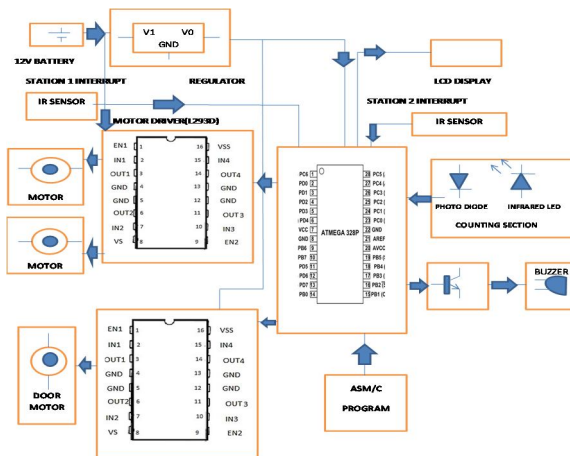 V1 V0
GND
12V BATTERY
REGULATOR
LCD DISPLAY
STATION 1 INTERRUPT
IR SENSOR
STATION 2 INTERRUPT
IR SENSOR
MOTOR DRIVER(L293D)
EN1 1 16 VSS
IN1 2 15 IN4
OUT1 3 14 OUT4
GND 4 13 GND
GND 5 12 GND
OUT2 6 11 OUT3
IN2 7 10 IN3
VS 8 9 EN2
MOTOR
MOTOR
PC6 1 28 PC5
PD0 2 27 PC4
PD1 3 26 PC3
PD2 4 25 PC2
PD3 5 24 PC1
PD4 6 23 PC0
VCC 7 22 GND
GND 8 21 AREF
PB6 9 20 AVCC
PB7 10 19 PB5
PD5 11 18 PB4
PD6 12 17 PB3
PD7 13 16 PB2
PB0 14 15 PB1
ATMEGA 328P
PHOTO DIODE INFRARED LED
COUNTING SECTION
BUZZER
EN1 1 16 VSS
IN1 2 15 IN4
OUT1 3 14 OUT4
GND 4 13 GND
GND 5 12 GND
OUT2 6 11 OUT3
IN2 7 10 IN3
VS 8 9 EN2
DOOR
MOTOR
ASM/C
PROGRAM